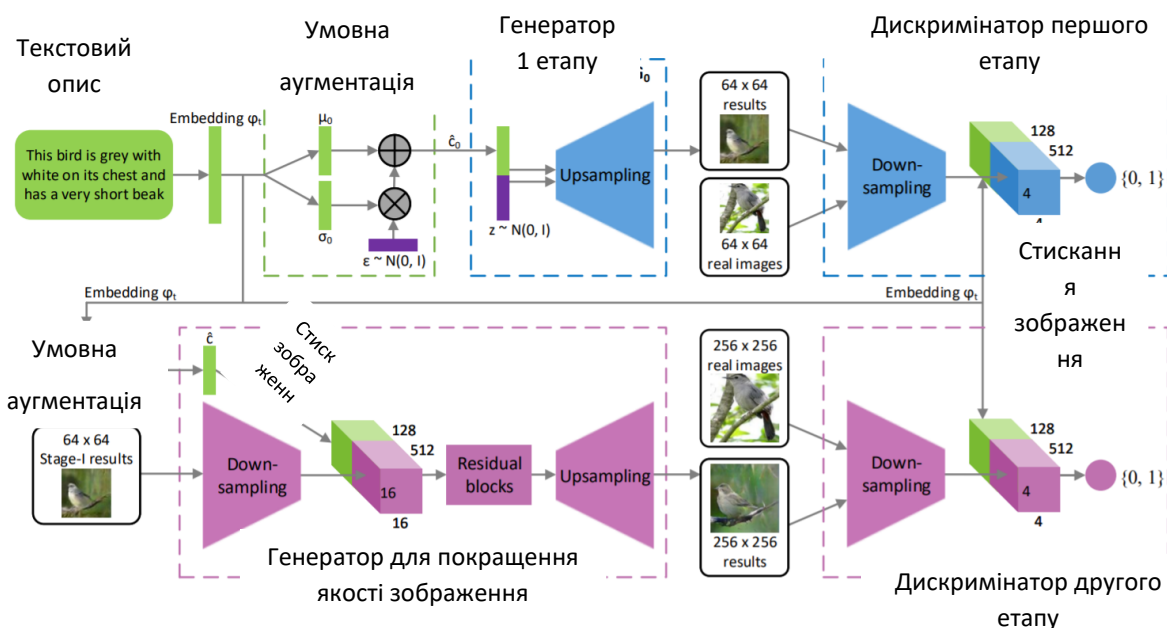 Текстовий
опис
Умовна
аугментація
Генератор
1 етапу
G₀
Дискримінатор першого
етапу
Embedding φₜ
This bird is grey with
white on its chest and
has a very short beak
μ₀
σ₀
ε ~ N(0, I)
ĉ₀
z ~ N(0, I)
Upsampling
64 x 64
results
64 x 64
real images
Down-
sampling
128
512
4
4
{0, 1}
Стисканн
я
зображен
ня
Embedding φₜ
Embedding φₜ
Умовна
аугментація
64 x 64
Stage-I results
ĉ
Стиск
зобра
женн
Down-
sampling
128
512
16
16
Residual
blocks
Upsampling
Генератор для покращення
якості зображення
256 x 256
real images
256 x 256
results
Down-
sampling
128
512
4
4
{0, 1}
Дискримінатор другого
етапу